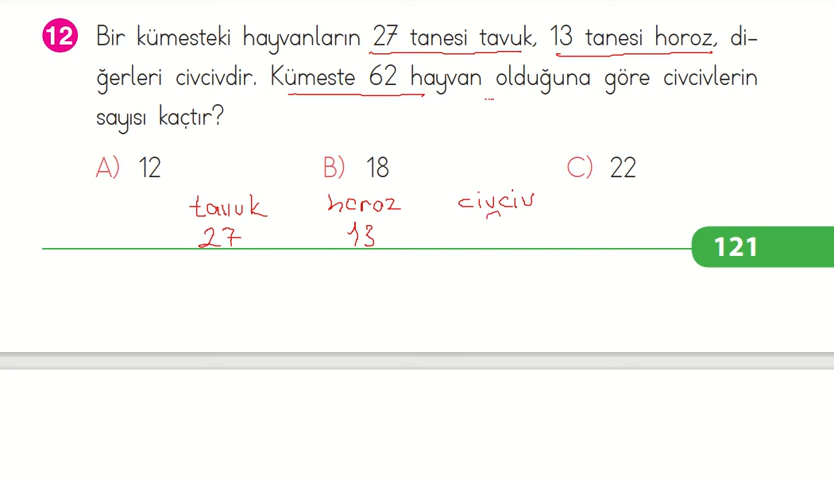 12 Bir kümesteki hayvanların 27 tanesi tavuk, 13 tanesi horoz, di-
ğerleri civcivdir. Kümeste 62 hayvan olduğuna göre civcivlerin
sayısı kaçtır?
A) 12 B) 18 C) 22
tavuk horoz civciv
27 13
121